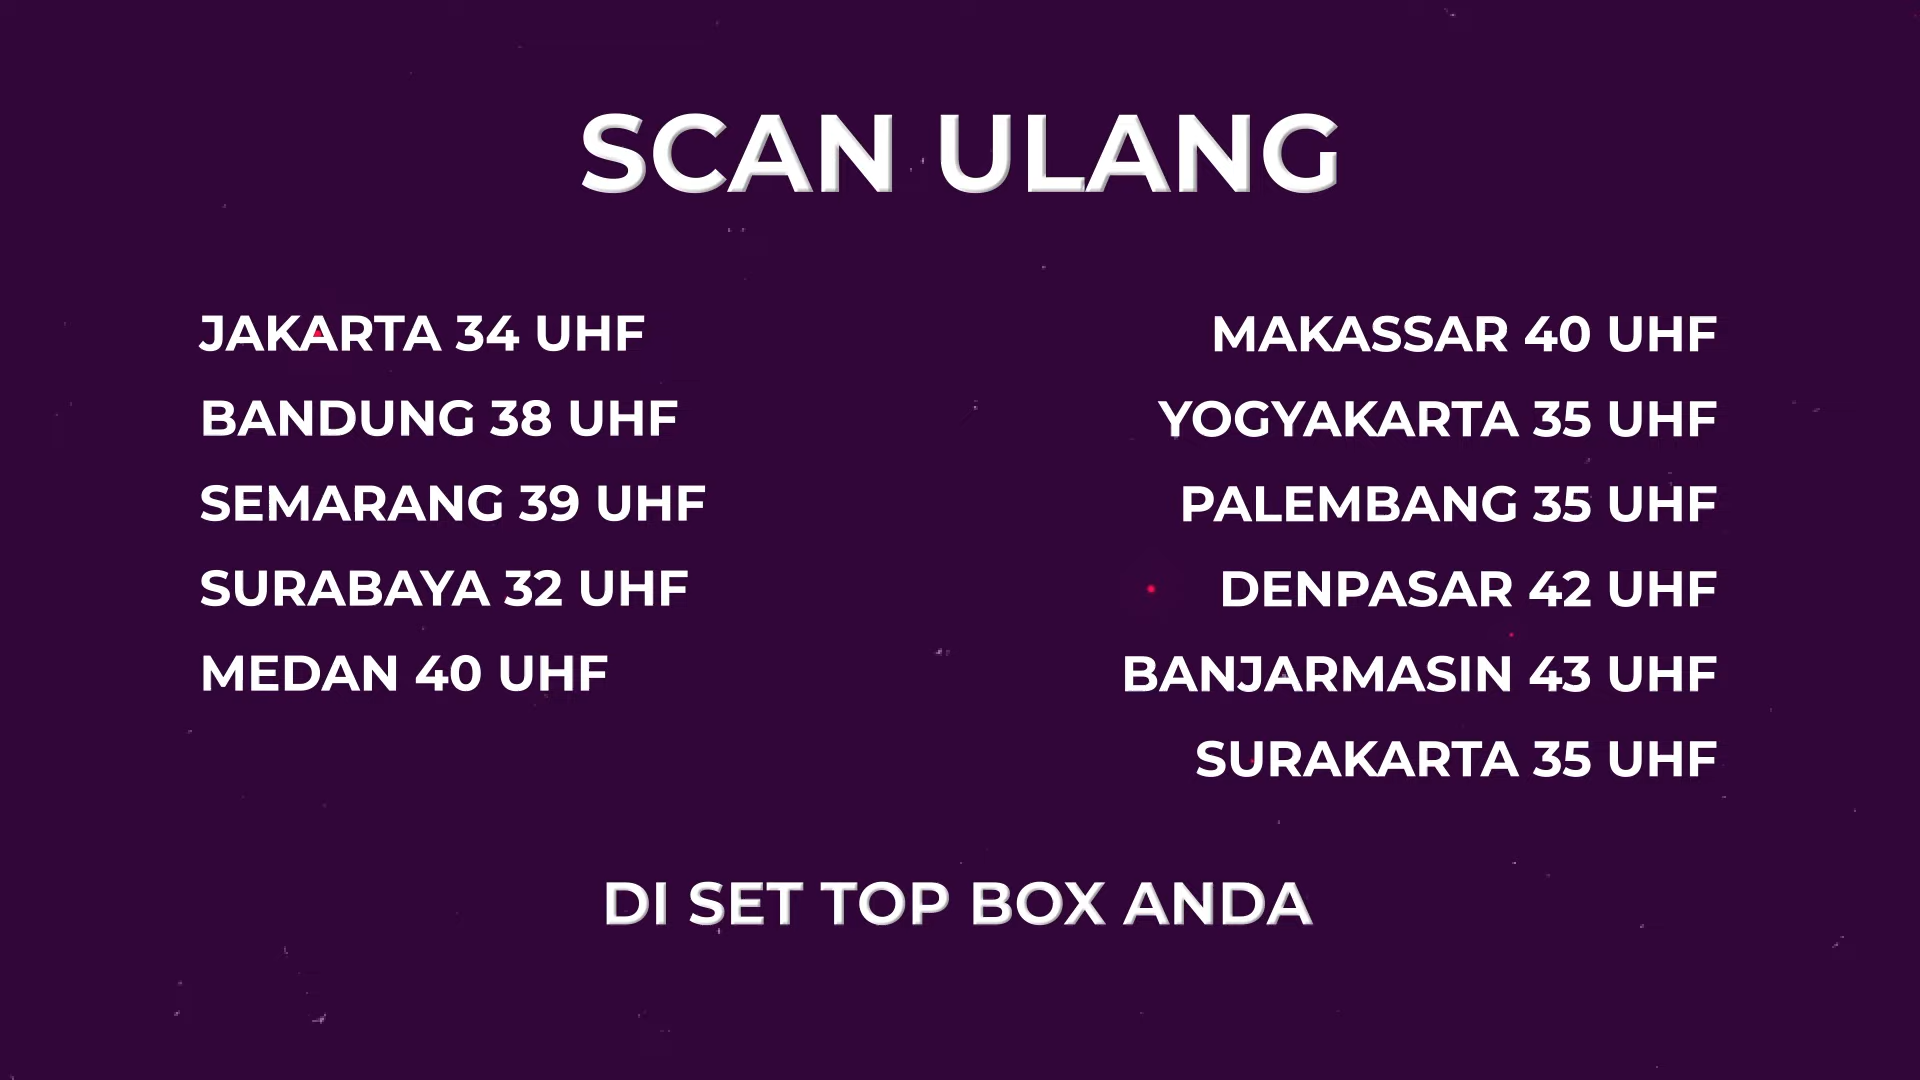 SCAN ULANG
JAKARTA 34 UHF
BANDUNG 38 UHF
SEMARANG 39 UHF
SURABAYA 32 UHF
MEDAN 40 UHF
MAKASSAR 40 UHF
YOGYAKARTA 35 UHF
PALEMBANG 35 UHF
DENPASAR 42 UHF
BANJARMASIN 43 UHF
SURAKARTA 35 UHF
DI SET TOP BOX ANDA